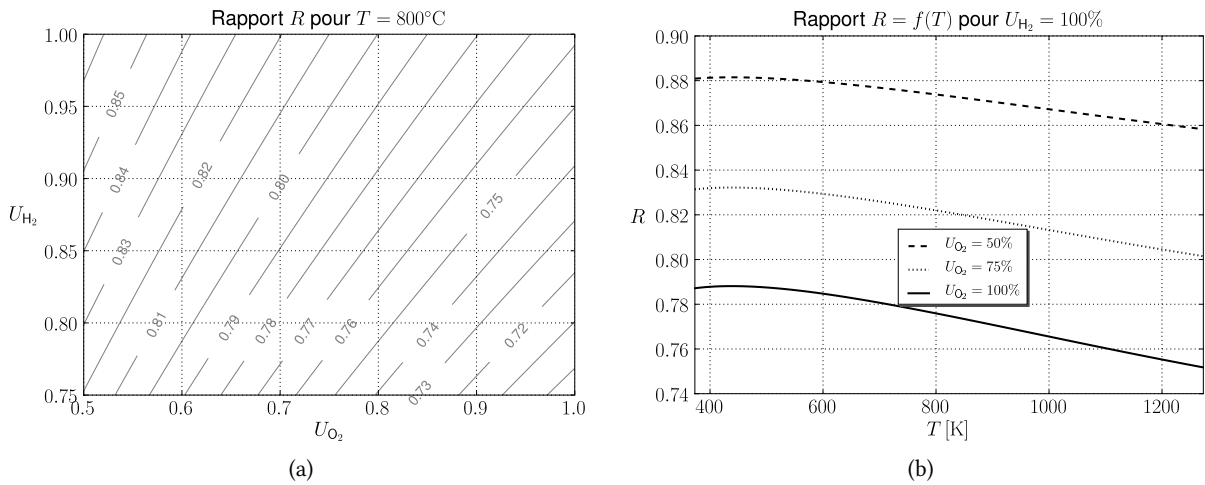 Rapport R pour T = 800°C
1.00
0.95
0.90
0.85
0.80
0.75
U_H₂
0.85
0.84
0.83
0.82
0.81
0.80
0.79
0.78
0.77
0.76
0.75
0.74
0.73
0.72
0.5 0.6 0.7 0.8 0.9 1.0
U_O₂
(a)
Rapport R = f(T) pour U_H₂ = 100%
0.90
0.88
0.86
0.84
0.82
0.80
0.78
0.76
0.74
R
U_O₂ = 50%
U_O₂ = 75%
U_O₂ = 100%
400 600 800 1000 1200
T [K]
(b)